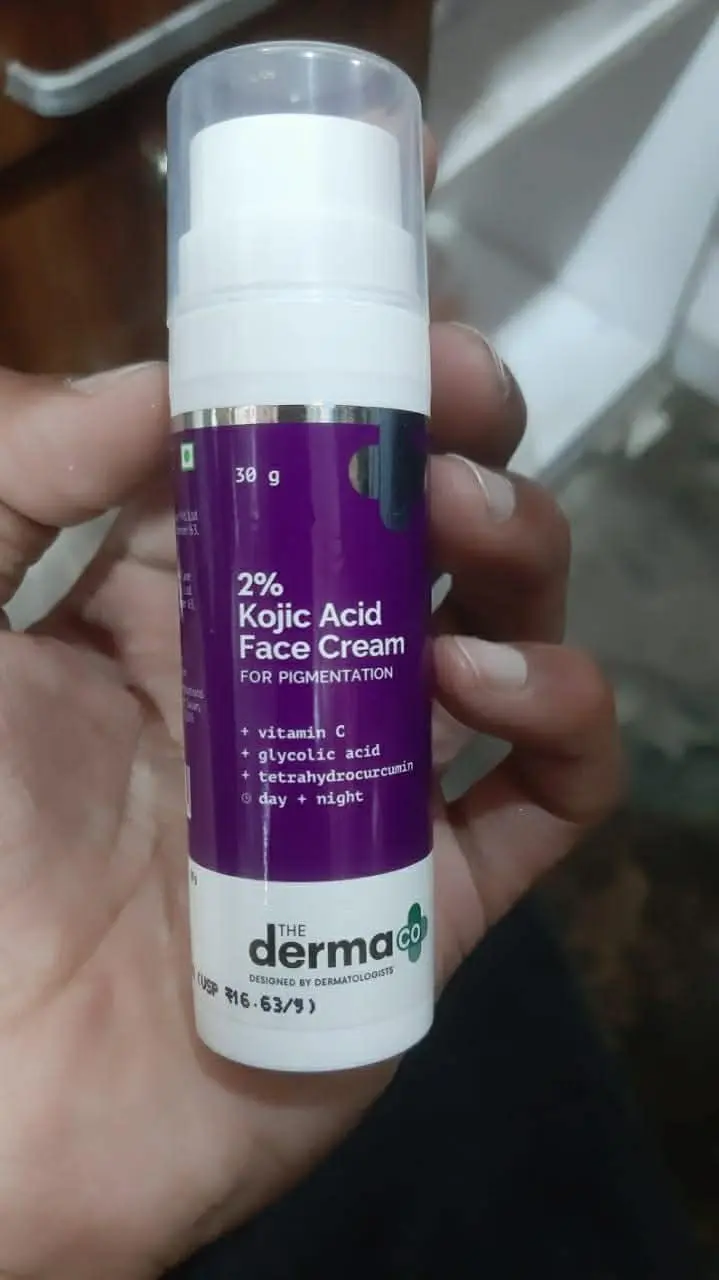 30 g
2%
Kojic Acid
Face Cream
FOR PIGMENTATION
+ vitamin C
+ glycolic acid
+ tetrahydrocurcumin
day + night
THE
derma co
DESIGNED BY DERMATOLOGISTS
(USP ₹16.63/g)